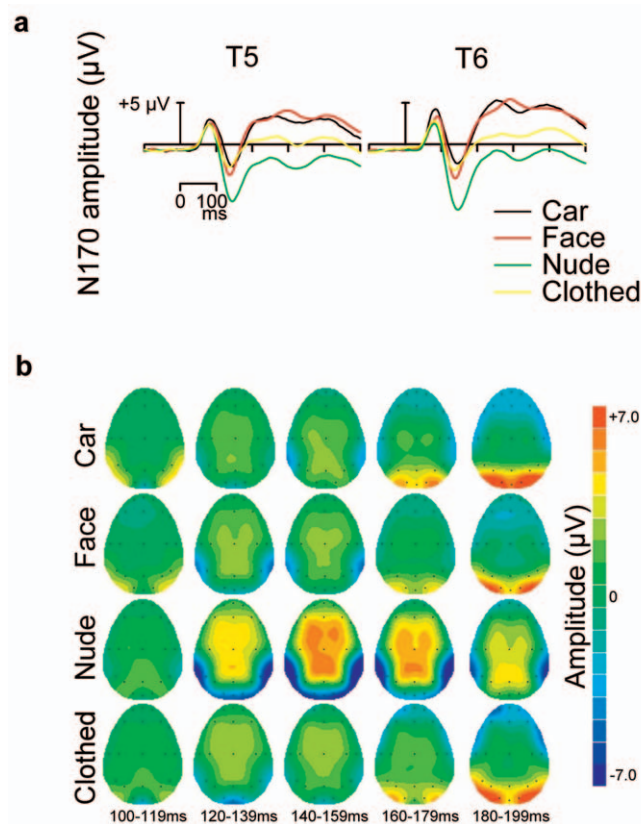 a
T5
T6
N170 amplitude (µV)
+5 µV
0 100
ms
Car
Face
Nude
Clothed
b
Car
Face
Nude
Clothed
100-119ms 120-139ms 140-159ms 160-179ms 180-199ms
+7.0
0
-7.0
Amplitude (µV)